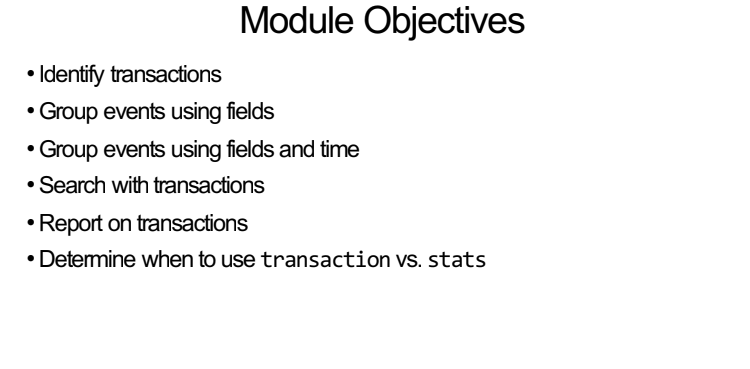 Module Objectives
• Identify transactions
• Group events using fields
• Group events using fields and time
• Search with transactions
• Report on transactions
• Determine when to use transaction vs. stats